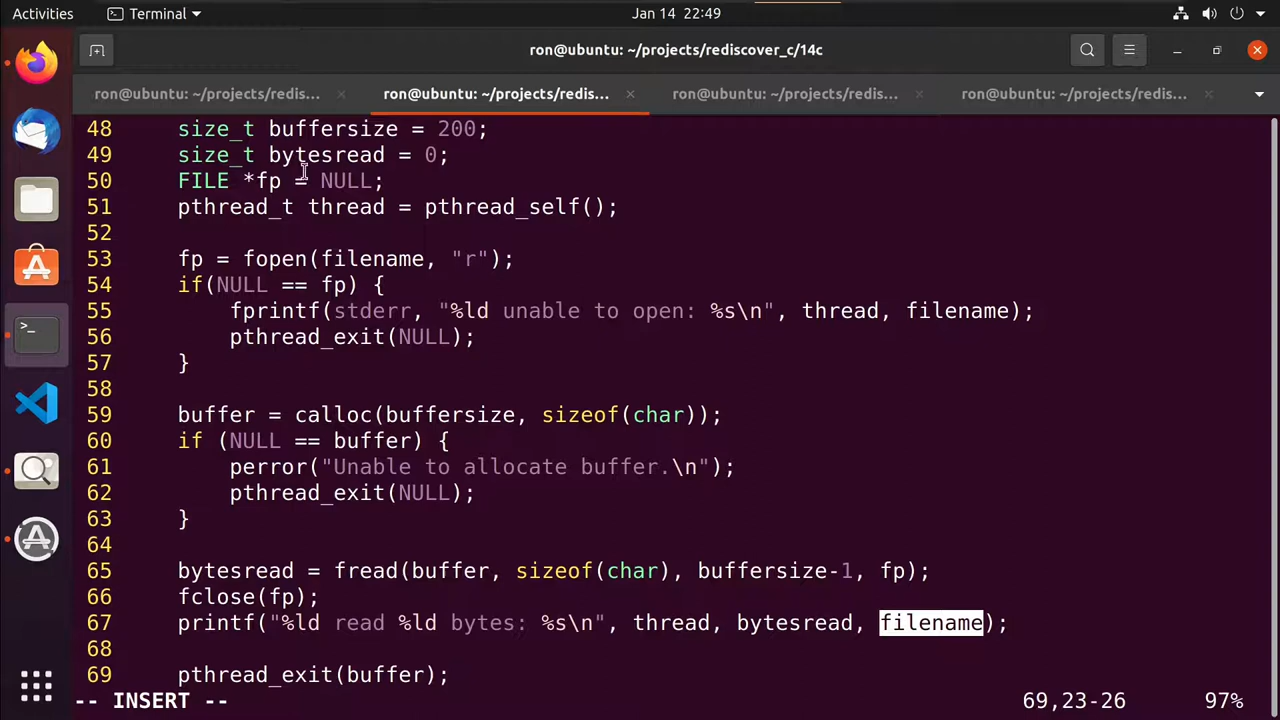 Activities Terminal Jan 14 22:49
ron@ubuntu: ~/projects/rediscover_c/14c
ron@ubuntu: ~/projects/redis... ron@ubuntu: ~/projects/redis... ron@ubuntu: ~/projects/redis... ron@ubuntu: ~/projects/redis...
48 size_t buffersize = 200;
49 size_t bytesread = 0;
50 FILE *fp = NULL;
51 pthread_t thread = pthread_self();
52
53 fp = fopen(filename, "r");
54 if(NULL == fp) {
55 fprintf(stderr, "%ld unable to open: %s\n", thread, filename);
56 pthread_exit(NULL);
57 }
58
59 buffer = calloc(buffersize, sizeof(char));
60 if (NULL == buffer) {
61 perror("Unable to allocate buffer.\n");
62 pthread_exit(NULL);
63 }
64
65 bytesread = fread(buffer, sizeof(char), buffersize-1, fp);
66 fclose(fp);
67 printf("%ld read %ld bytes: %s\n", thread, bytesread, filename);
68
69 pthread_exit(buffer);
-- INSERT -- 69,23-26 97%